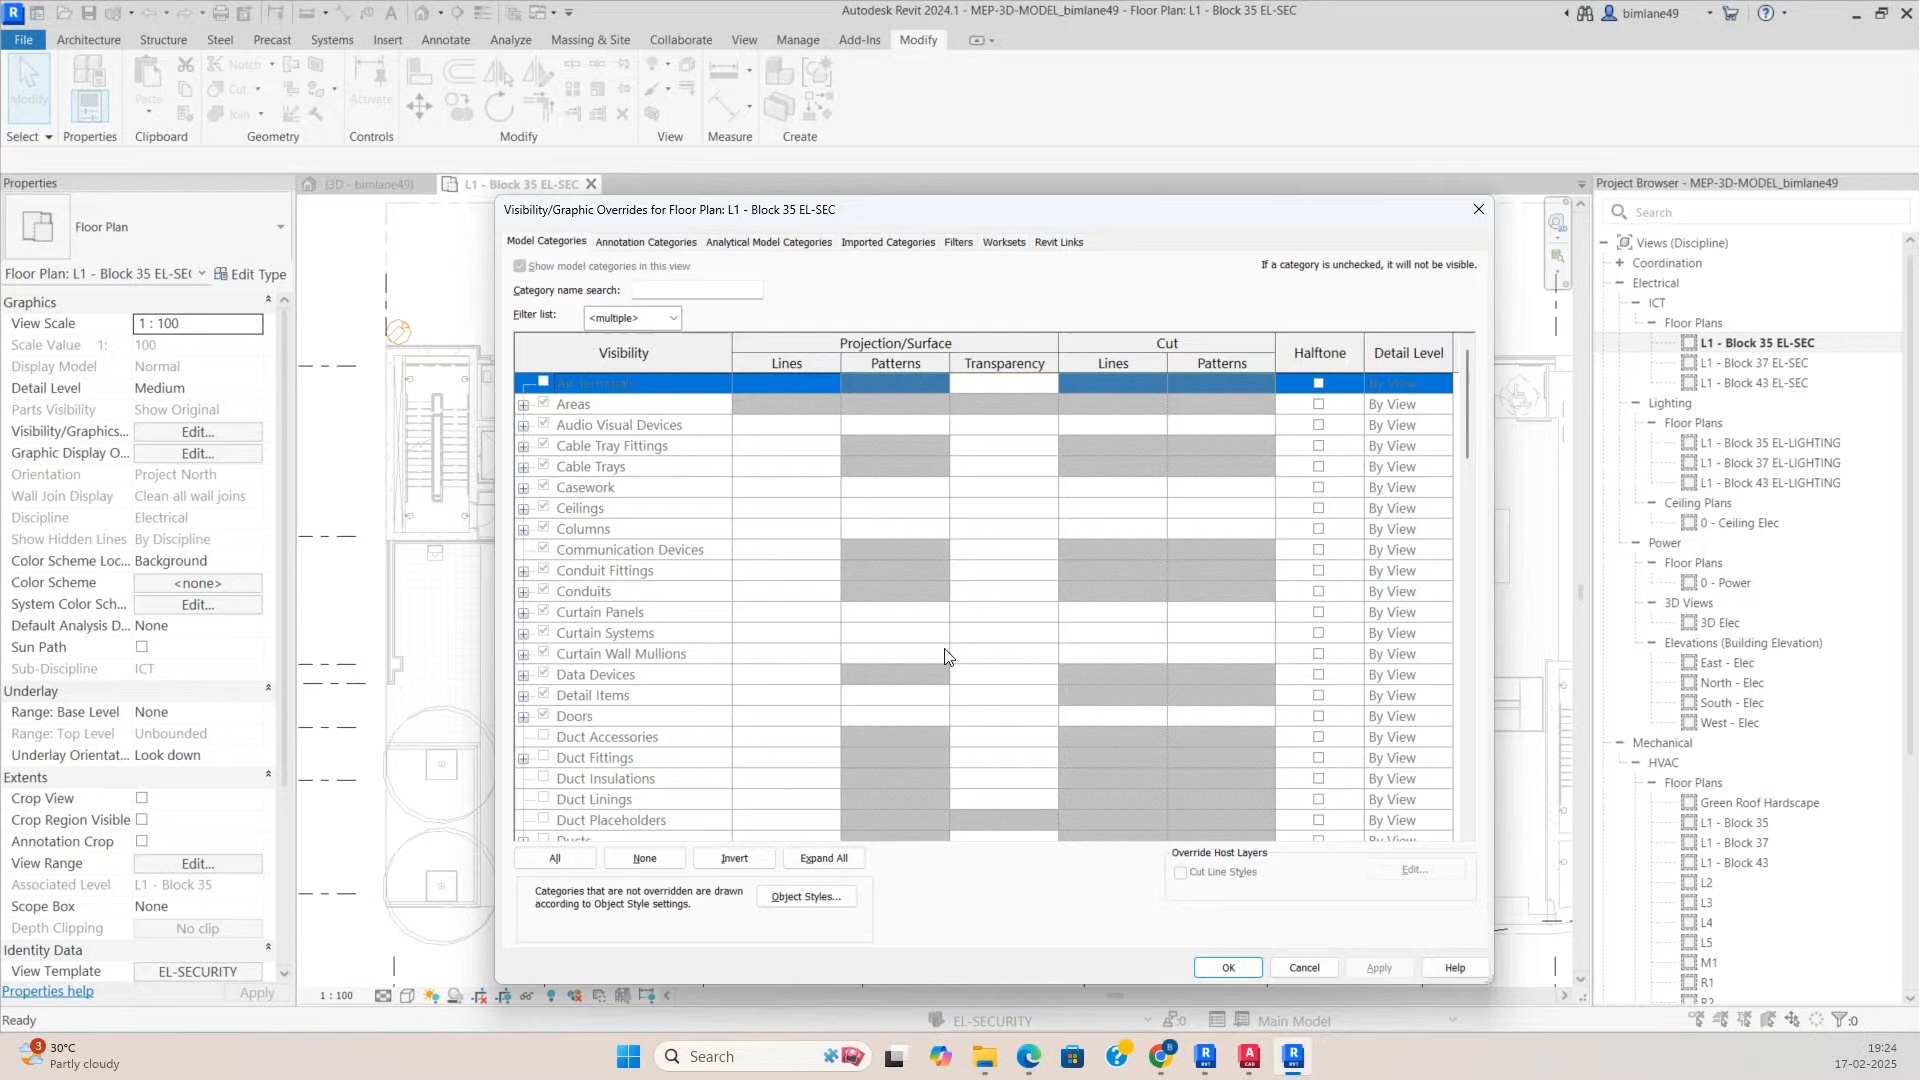 Autodesk Revit 2024.1 - MEP-3D-MODEL_bimlane49 - Floor Plan: L1 - Block 35 EL-SEC
bimlane49
File Architecture Structure Steel Precast Systems Insert Annotate Analyze Massing & Site Collaborate View Manage Add-Ins Modify
Modify Paste Notch Cut Join Activate
Select Properties Clipboard Geometry Controls Modify View Measure Create
Properties
{3D - bimlane49} L1 - Block 35 EL-SEC
Project Browser - MEP-3D-MODEL_bimlane49
Floor Plan
Floor Plan: L1 - Block 35 EL-SEC Edit Type
Graphics
View Scale 1 : 100
Scale Value 1: 100
Display Model Normal
Detail Level Medium
Parts Visibility Show Original
Visibility/Graphics... Edit...
Graphic Display O... Edit...
Orientation Project North
Wall Join Display Clean all wall joins
Discipline Electrical
Show Hidden Lines By Discipline
Color Scheme Loc... Background
Color Scheme <none>
System Color Sch... Edit...
Default Analysis D... None
Sun Path
Sub-Discipline ICT
Underlay
Range: Base Level None
Range: Top Level Unbounded
Underlay Orientat... Look down
Extents
Crop View
Crop Region Visible
Annotation Crop
View Range Edit...
Associated Level L1 - Block 35
Scope Box None
Depth Clipping No clip
Identity Data
View Template EL-SECURITY
Properties help Apply
Visibility/Graphic Overrides for Floor Plan: L1 - Block 35 EL-SEC
Model Categories Annotation Categories Analytical Model Categories Imported Categories Filters Worksets Revit Links
Show model categories in this view
If a category is unchecked, it will not be visible.
Category name search:
Filter list: <multiple>
Visibility Projection/Surface Cut Halftone Detail Level
Lines Patterns Transparency Lines Patterns
Air Terminals By View
Areas By View
Audio Visual Devices By View
Cable Tray Fittings By View
Cable Trays By View
Casework By View
Ceilings By View
Columns By View
Communication Devices By View
Conduit Fittings By View
Conduits By View
Curtain Panels By View
Curtain Systems By View
Curtain Wall Mullions By View
Data Devices By View
Detail Items By View
Doors By View
Duct Accessories By View
Duct Fittings By View
Duct Insulations By View
Duct Linings By View
Duct Placeholders By View
Ducts By View
All None Invert Expand All
Override Host Layers
Cut Line Styles Edit...
Categories that are not overridden are drawn
according to Object Style settings.
Object Styles...
OK Cancel Apply Help
Search
Views (Discipline)
Coordination
Electrical
ICT
Floor Plans
L1 - Block 35 EL-SEC
L1 - Block 37 EL-SEC
L1 - Block 43 EL-SEC
Lighting
Floor Plans
L1 - Block 35 EL-LIGHTING
L1 - Block 37 EL-LIGHTING
L1 - Block 43 EL-LIGHTING
Ceiling Plans
0 - Ceiling Elec
Power
Floor Plans
0 - Power
3D Views
3D Elec
Elevations (Building Elevation)
East - Elec
North - Elec
South - Elec
West - Elec
Mechanical
HVAC
Floor Plans
Green Roof Hardscape
L1 - Block 35
L1 - Block 37
L1 - Block 43
L2
L3
L4
L5
M1
R1
R2
1 : 100
Ready EL-SECURITY :0 Main Model :0
3 30°C
Partly cloudy
Search
19:24
17-02-2025